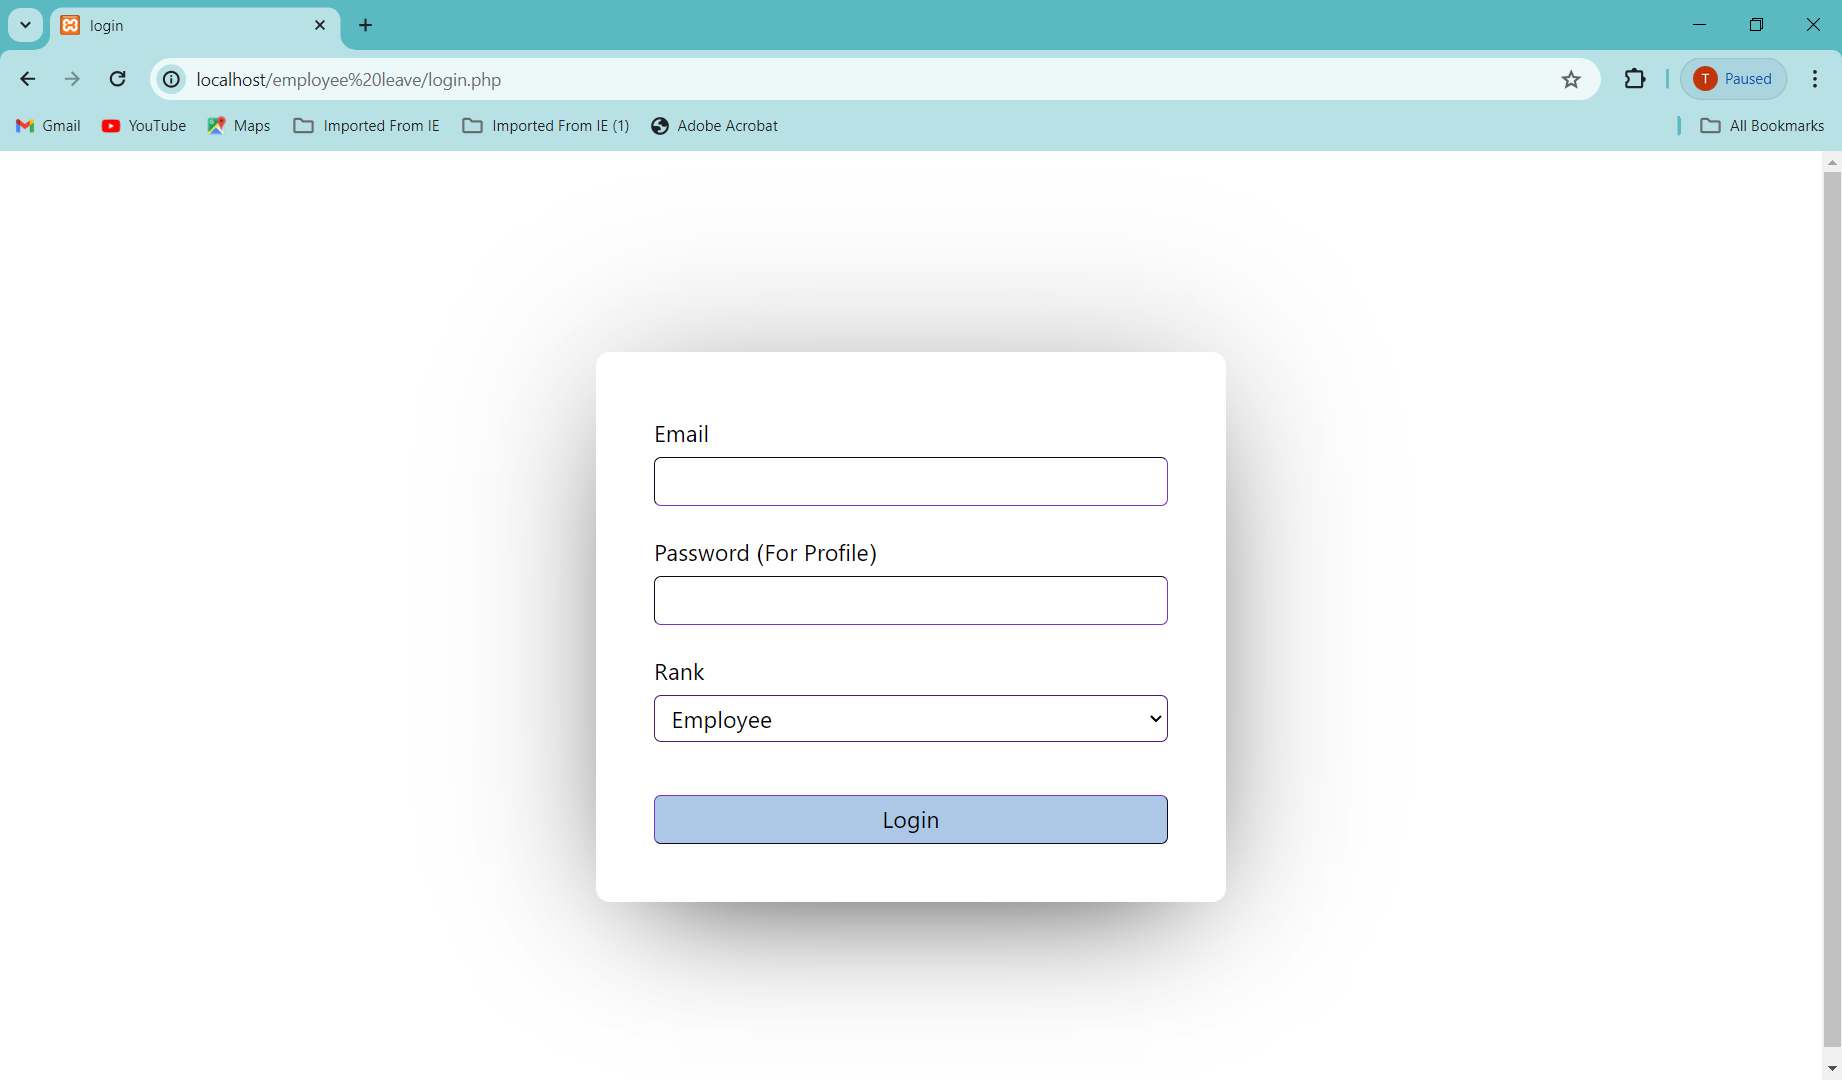 login
localhost/employee%20leave/login.php
T Paused
Gmail YouTube Maps Imported From IE Imported From IE (1) Adobe Acrobat All Bookmarks
Email
Password (For Profile)
Rank
Employee
Login